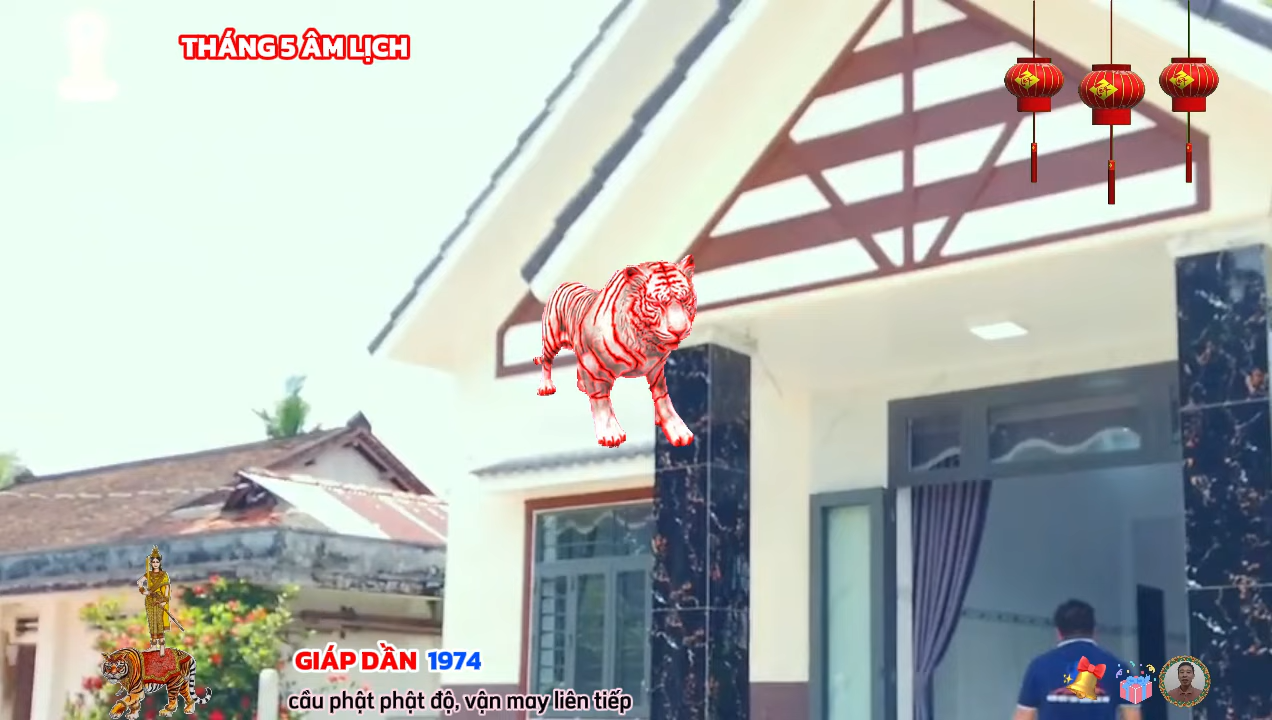 THÁNG 5 ÂM LỊCH
GIÁP DẦN 1974
cầu phật phật độ, vận may liên tiếp